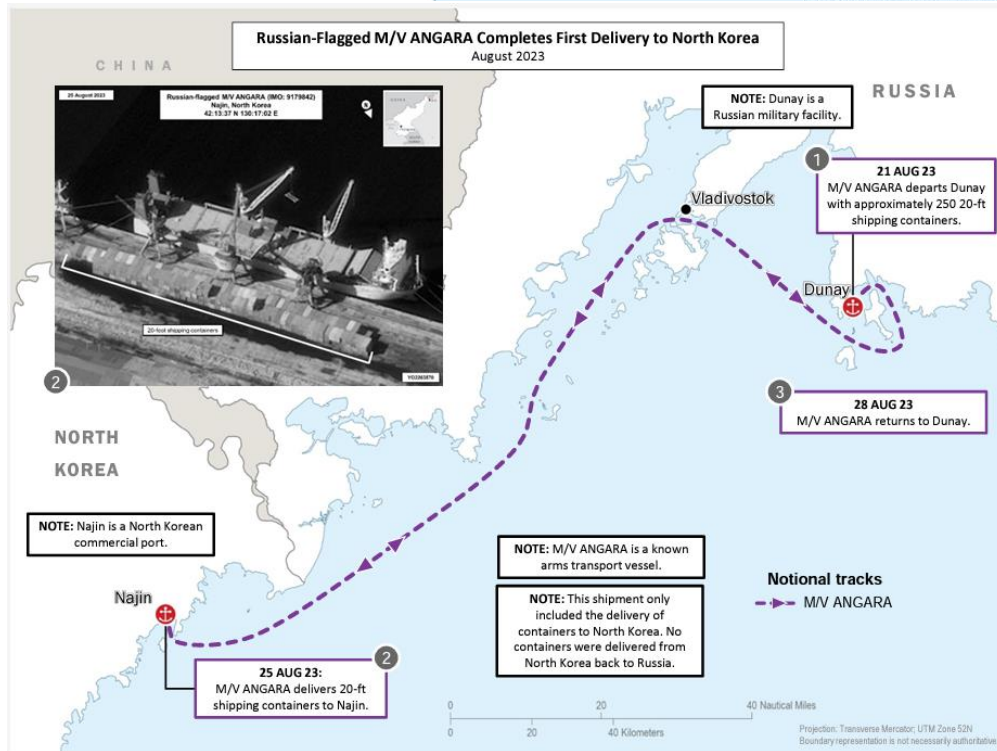 Russian-Flagged M/V ANGARA Completes First Delivery to North Korea
August 2023
CHINA
RUSSIA
25 August 2023
Russian-flagged M/V ANGARA (IMO: 9179842)
Najin, North Korea
42:13:37 N 130:17:02 E
N
20-foot shipping containers
2
NOTE: Dunay is a
Russian military facility.
1
21 AUG 23
M/V ANGARA departs Dunay
with approximately 250 20-ft
shipping containers.
Vladivostok
Dunay
3
28 AUG 23
M/V ANGARA returns to Dunay.
NORTH
KOREA
NOTE: Najin is a North Korean
commercial port.
Najin
2
25 AUG 23:
M/V ANGARA delivers 20-ft
shipping containers to Najin.
NOTE: M/V ANGARA is a known
arms transport vessel.
NOTE: This shipment only
included the delivery of
containers to North Korea. No
containers were delivered from
North Korea back to Russia.
Notional tracks
M/V ANGARA
0 20 40 Nautical Miles
0 20 40 Kilometers
Projection: Transverse Mercator; UTM Zone 52N
Boundary representation is not necessarily authoritative